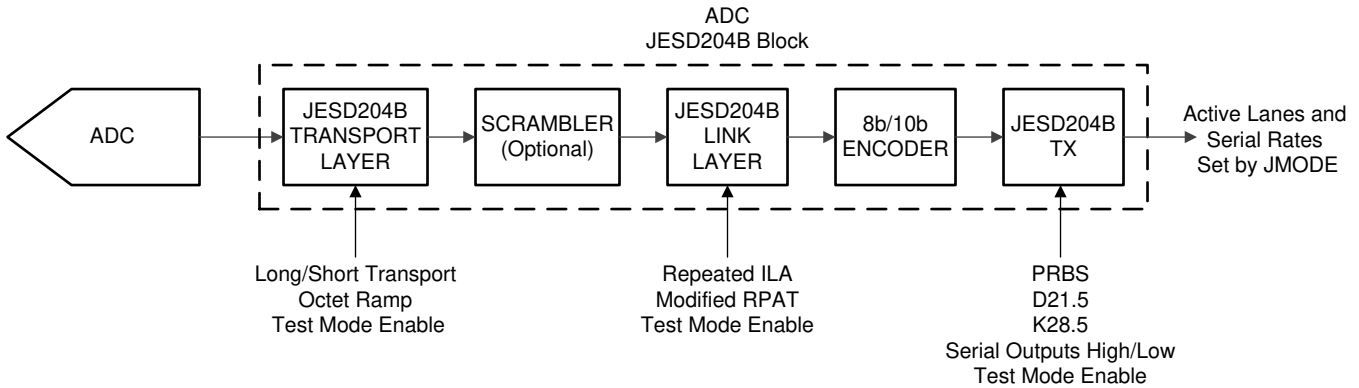 ADC
JESD204B Block
ADC
JESD204B
TRANSPORT
LAYER
SCRAMBLER
(Optional)
JESD204B
LINK
LAYER
8b/10b
ENCODER
JESD204B
TX
Active Lanes and
Serial Rates
Set by JMODE
Long/Short Transport
Octet Ramp
Test Mode Enable
Repeated ILA
Modified RPAT
Test Mode Enable
PRBS
D21.5
K28.5
Serial Outputs High/Low
Test Mode Enable